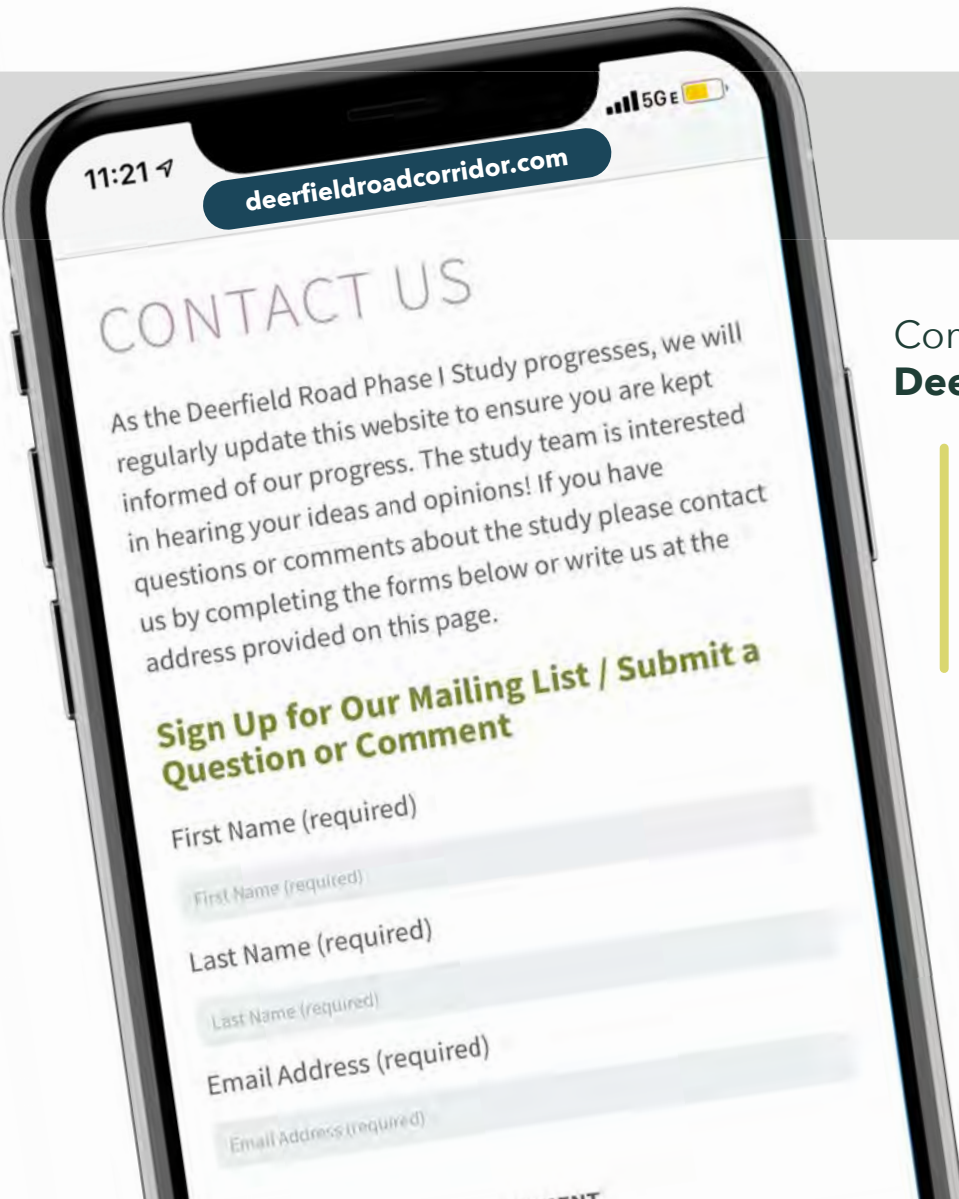 11:21
5G E
deerfieldroadcorridor.com
CONTACT US
As the Deerfield Road Phase I Study progresses, we will
regularly update this website to ensure you are kept
informed of our progress. The study team is interested
in hearing your ideas and opinions! If you have
questions or comments about the study please contact
us by completing the forms below or write us at the
address provided on this page.
Sign Up for Our Mailing List / Submit a
Question or Comment
First Name (required)
First Name (required)
Last Name (required)
Last Name (required)
Email Address (required)
Email Address (required)